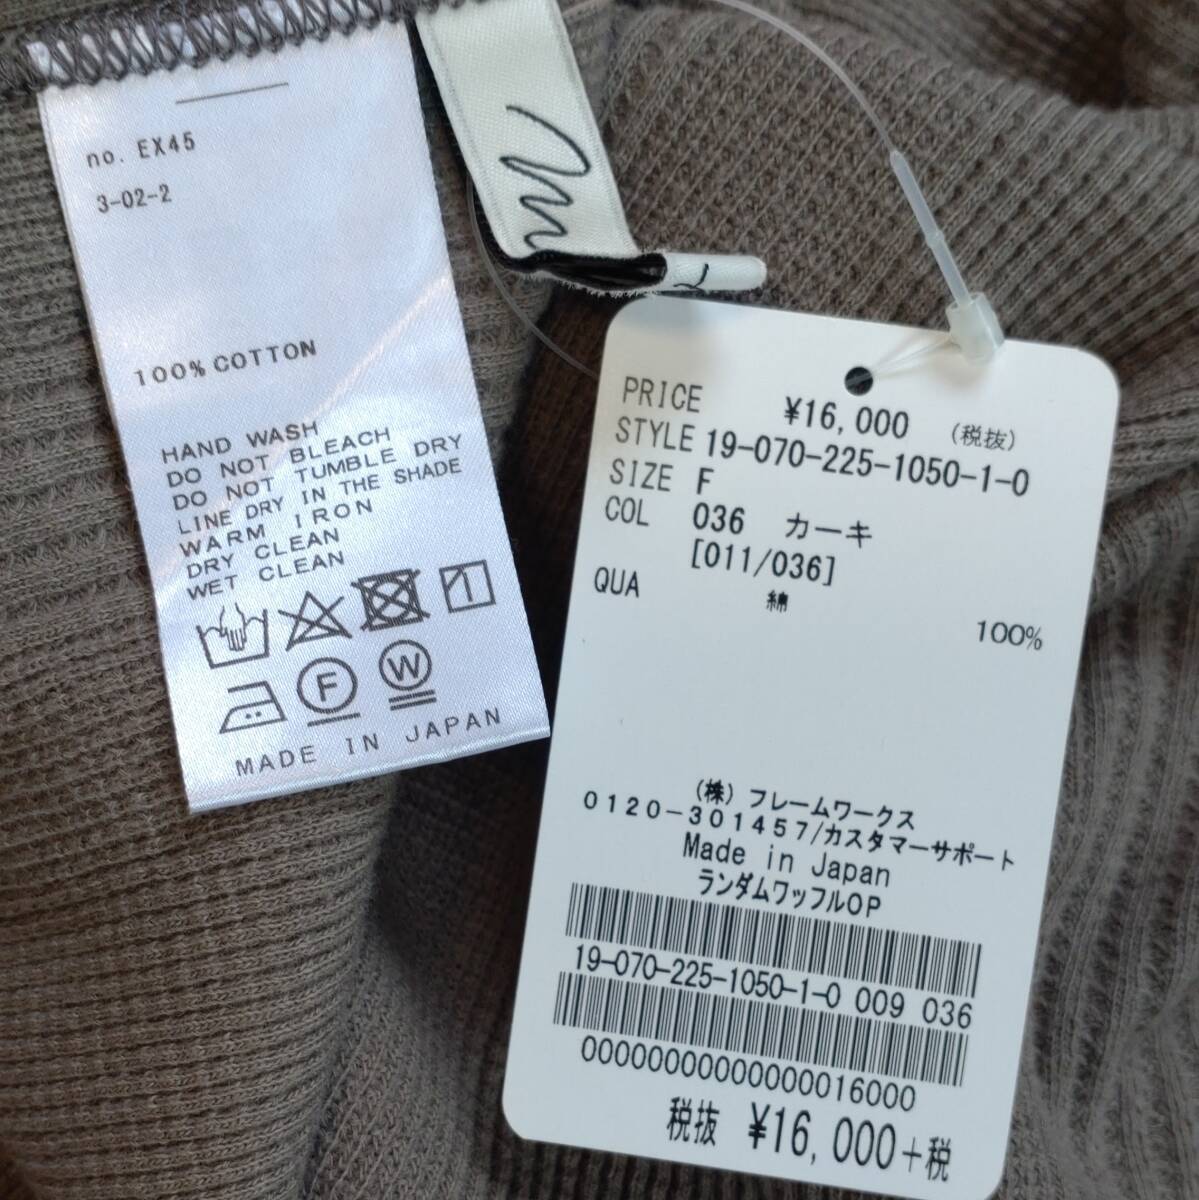 no. EX45
3-02-2
100% COTTON
HAND WASH
DO NOT BLEACH
DO NOT TUMBLE DRY
LINE DRY IN THE SHADE
WARM IRON
DRY CLEAN
WET CLEAN
F
W
MADE IN JAPAN
PRICE ¥16,000 (税抜)
STYLE 19-070-225-1050-1-0
SIZE F
COL 036 カーキ
[011/036]
QUA 綿 100%
(株)フレームワークス
0120-301457/カスタマーサポート
Made in Japan
ランダムワッフルOP
19-070-225-1050-1-0 009 036
0000000000000016000
税抜 ¥16,000+税